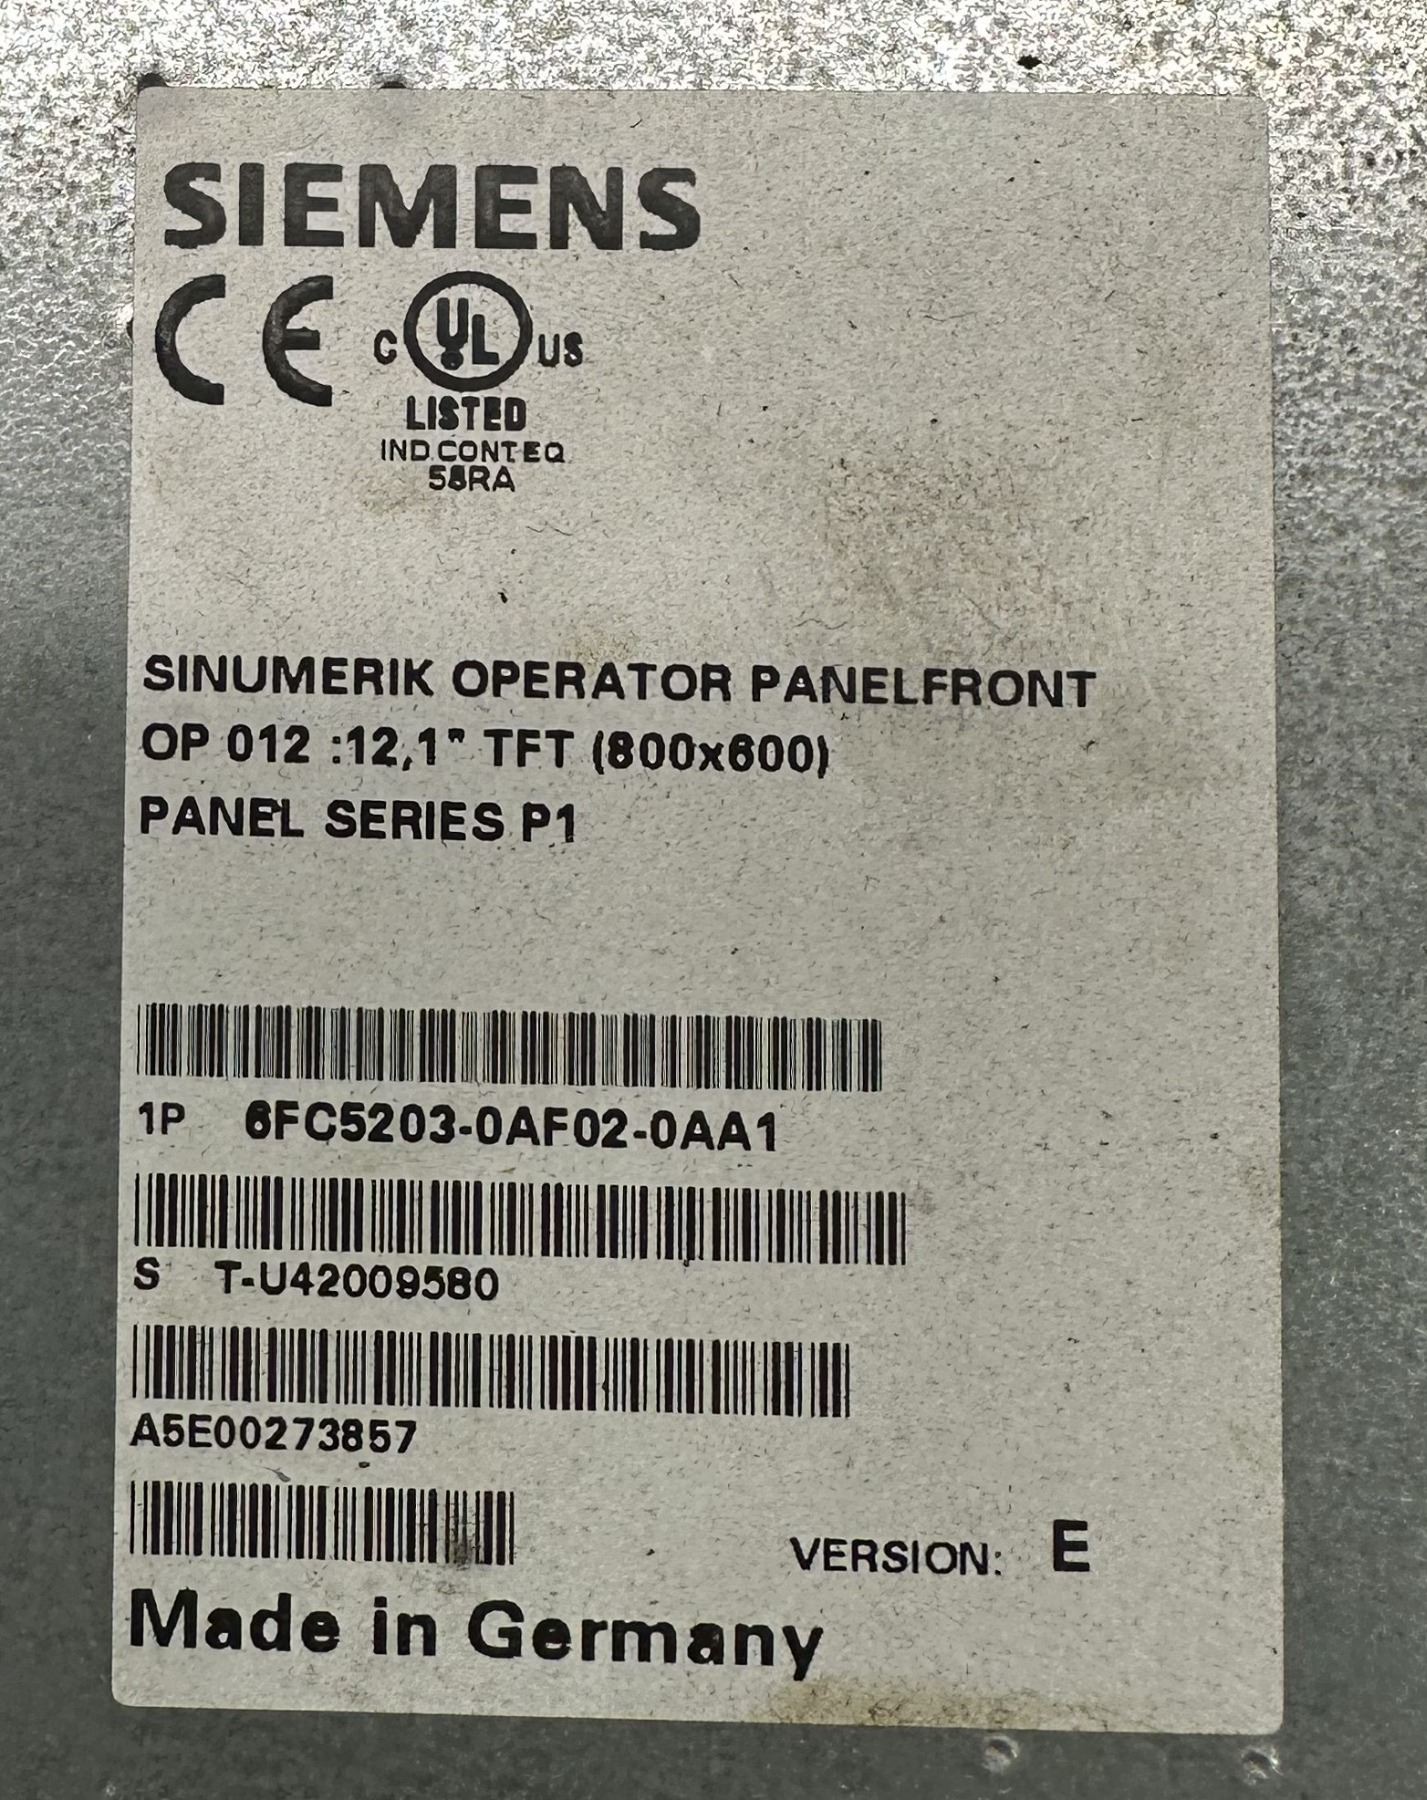 SIEMENS
CE C UL US
LISTED
IND.CONT.EQ
58RA
SINUMERIK OPERATOR PANELFRONT
OP 012 :12,1" TFT (800x600)
PANEL SERIES P1
1P 6FC5203-0AF02-0AA1
S T-U42009580
A5E00273857
VERSION: E
Made in Germany